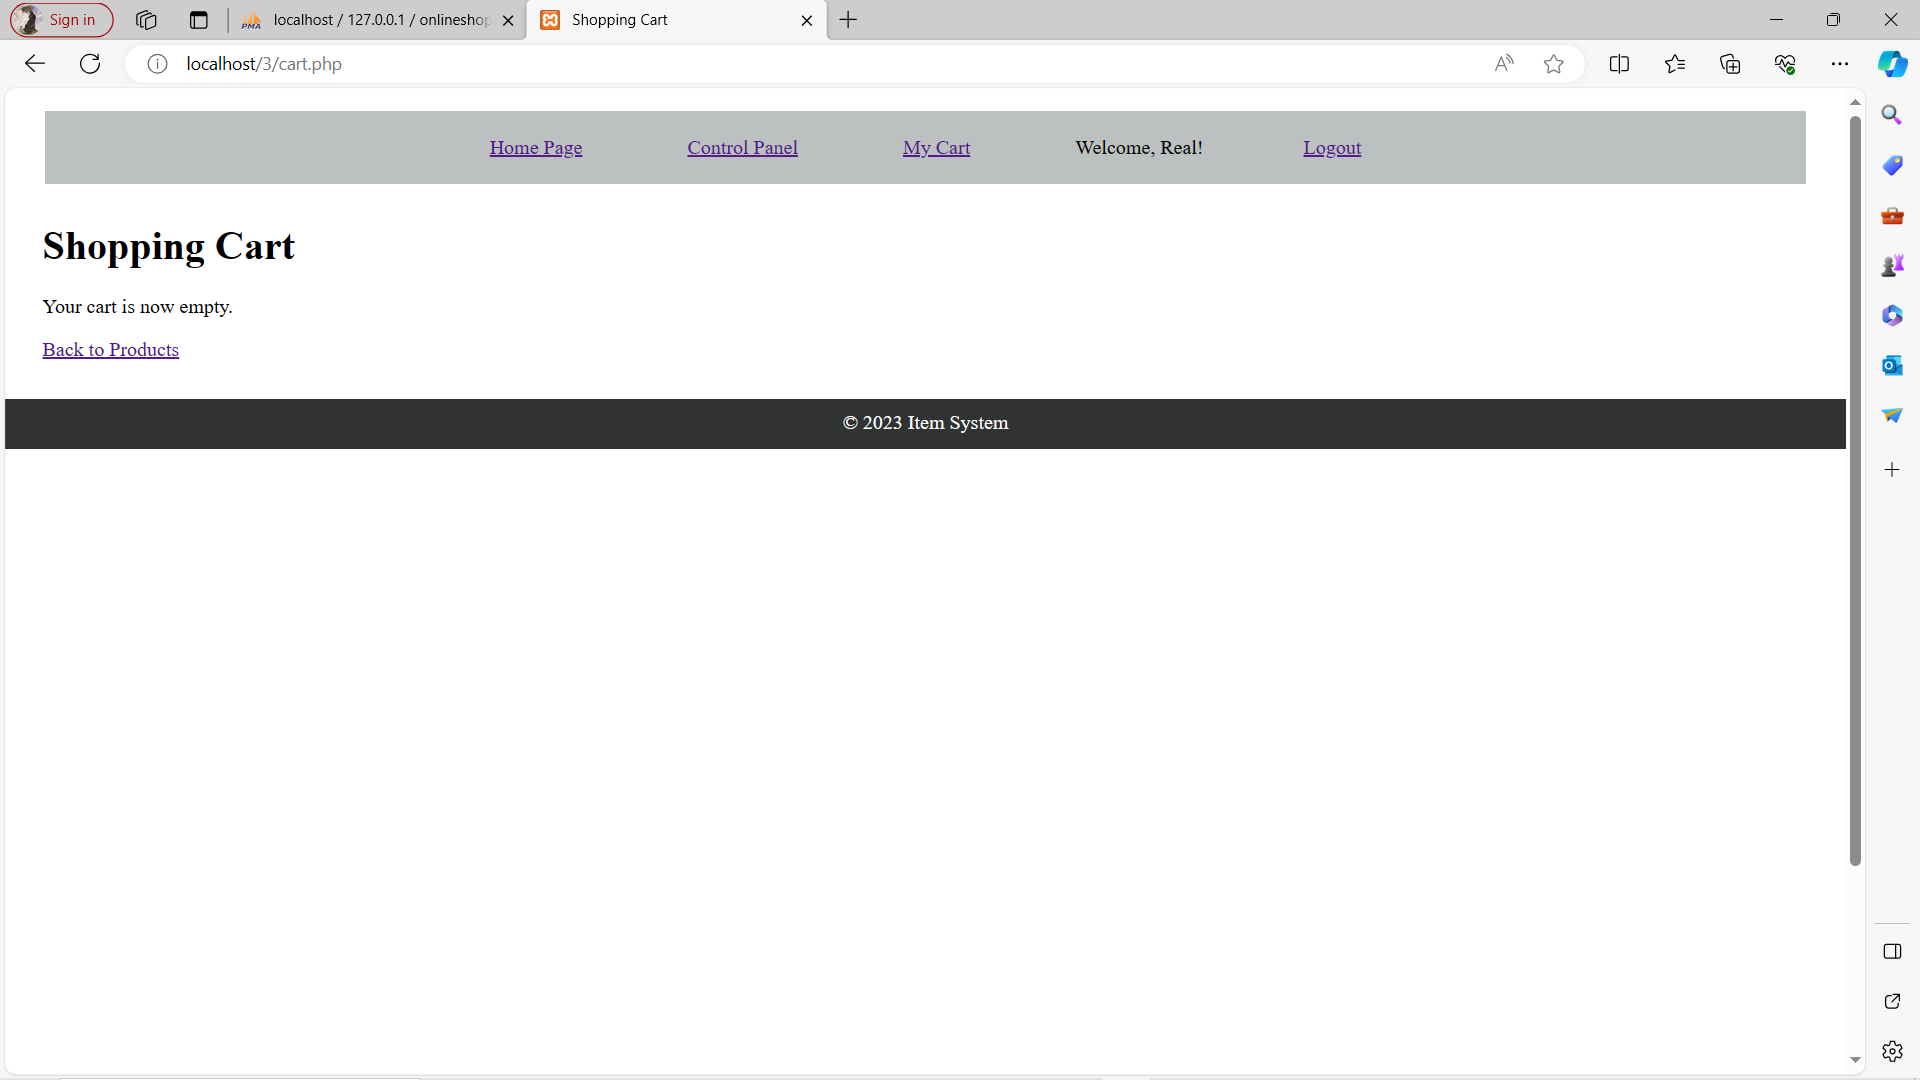 Sign in
PMA
localhost / 127.0.0.1 / onlineshop
Shopping Cart
localhost/3/cart.php
Home Page
Control Panel
My Cart
Welcome, Real!
Logout
Shopping Cart
Your cart is now empty.
Back to Products
© 2023 Item System